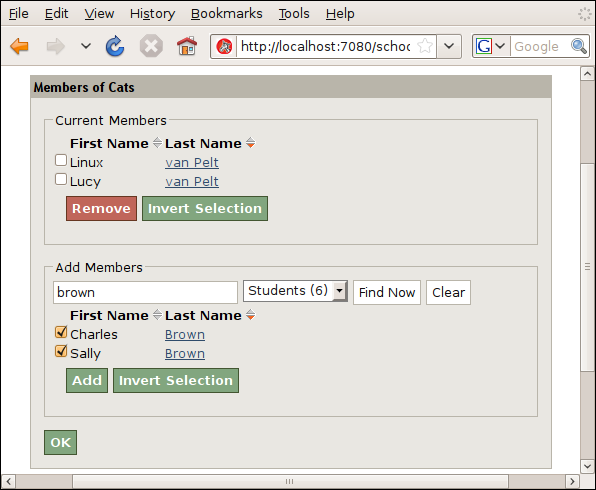 File Edit View History Bookmarks Tools Help
http://localhost:7080/schoo
G Google
Members of Cats
Current Members
First Name Last Name
Linux van Pelt
Lucy van Pelt
Remove Invert Selection
Add Members
brown Students (6) Find Now Clear
First Name Last Name
Charles Brown
Sally Brown
Add Invert Selection
OK